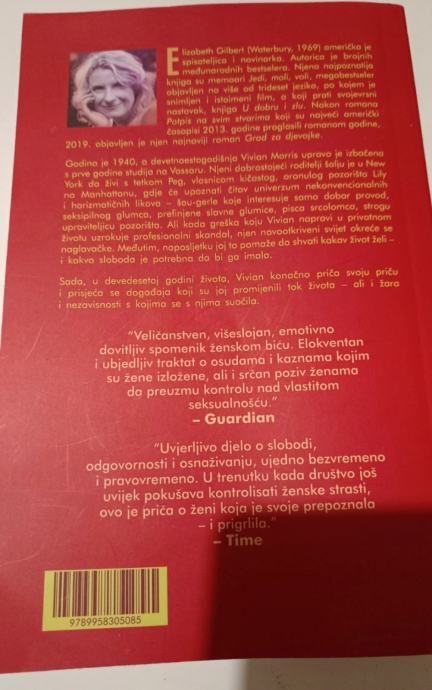 Elizabeth Gilbert (Waterbury, 1969) američka je
spisateljica i novinarka. Autorica je brojnih
međunarodnih bestselera. Njena najpoznatija
knjiga su memoari Jedi, moli, voli, megabestseler
objavljen na više od trideset jezika, po kojem je
snimljen i istoimeni film, a koji prati svojevrsni
nastavak, knjiga U dobru i zlu. Nakon romana
Potpis na svim stvarima koji su najveći američki
časopisi 2013. godine proglasili romanom godine,
2019. objavljen je njen najnoviji roman Grad za djevojke.
Godina je 1940, a devetnaestogodišnja Vivian Morris upravo je izbačena
s prve godine studija na Vassaru. Njeni dobrostojeći roditelji šalju je u New
York da živi s tetkom Peg, vlasnicom kičastog, oronulog pozorišta Lily
na Manhattanu, gdje će upoznati čitav univerzum nekonvencionalnih
i harizmatičnih likova – šou-gerle koje interesuje samo dobar provod,
seksipilnog glumca, prefinjene slavne glumice, pisca srcolomca, strogu
upraviteljicu pozorišta. Ali kada greška koju Vivian napravi u privatnom
životu uzrokuje profesionalni skandal, njen novootkriveni svijet okreće se
naglavačke. Međutim, naposljetku joj to pomaže da shvati kakav život želi –
i kakva sloboda je potrebna da bi ga imala.
Sada, u devedesetoj godini života, Vivian konačno priča svoju priču
i prisjeća se događaja koji su joj promijenili tok života – ali i žara
i nezavisnosti s kojima se s njima suočila.
“Veličanstven, višeslojan, emotivno
dovitljiv spomenik ženskom biću. Elokventan
i ubjedljiv traktat o osudama i kaznama kojim
su žene izložene, ali i srčan poziv ženama
da preuzmu kontrolu nad vlastitom
seksualnošću.”
– Guardian
“Uvjerljivo djelo o slobodi,
odgovornosti i osnaživanju, ujedno bezvremeno
i pravovremeno. U trenutku kada društvo još
uvijek pokušava kontrolisati ženske strasti,
ovo je priča o ženi koja je svoje prepoznala
– i prigrlila.”
– Time
9789958305085